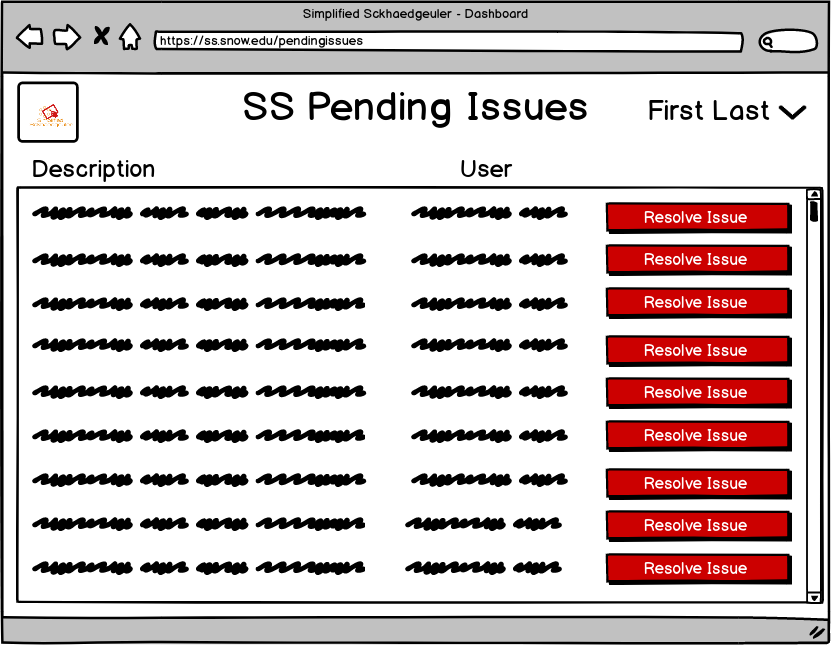 Simplified Sckhaedgeuler - Dashboard
https://ss.snow.edu/pendingissues
SS Pending Issues
First Last
Description User
Resolve Issue
Resolve Issue
Resolve Issue
Resolve Issue
Resolve Issue
Resolve Issue
Resolve Issue
Resolve Issue
Resolve Issue